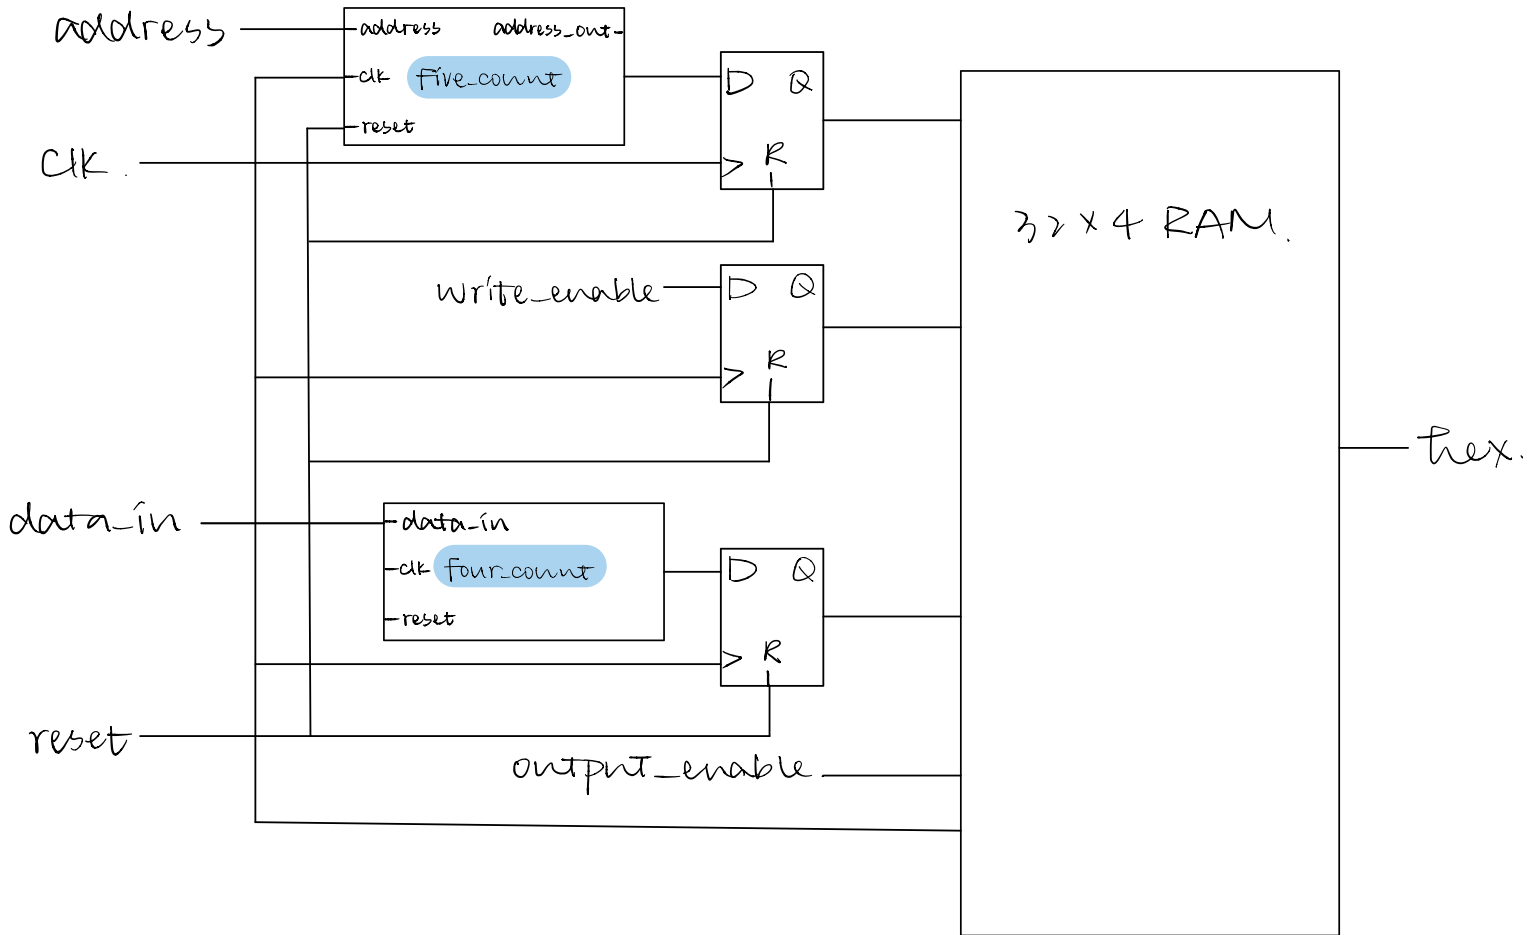 address
address address_out
clk five_count
reset
Clk.
D Q
R
32x4 RAM.
write_enable
D Q
R
hex.
data_in
data_in
clk four_count
reset
D Q
R
reset
output_enable